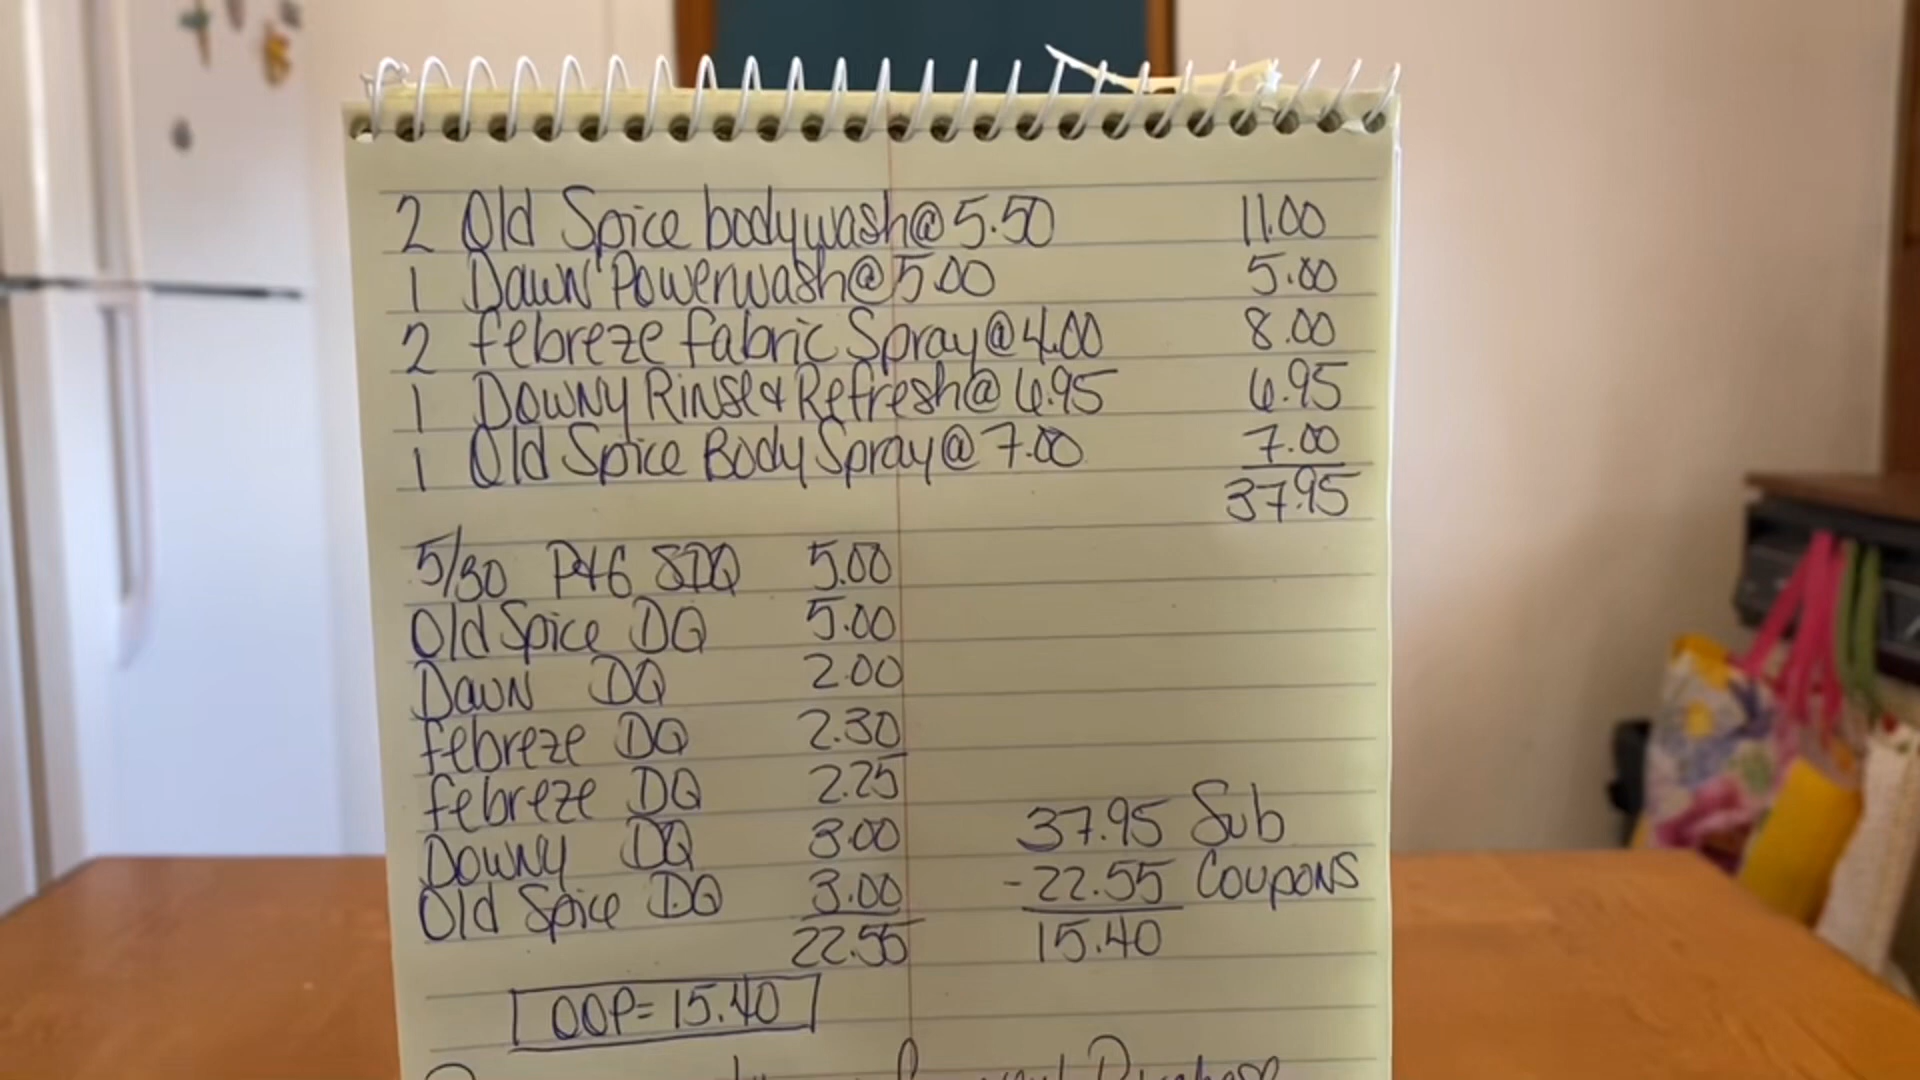 2 Old Spice bodywash@5.50 11.00
1 Dawn Powerwash@5.00 5.00
2 Febreze Fabric Spray@4.00 8.00
1 Downy Rinse & Refresh@6.95 6.95
1 Old Spice Body Spray@7.00 7.00
37.95
5/30 P+G SDQ 5.00
Old Spice DQ 5.00
Dawn DQ 2.00
Febreze DQ 2.30
Febreze DQ 2.25
Downy DQ 3.00
Old Spice DQ 3.00
22.55
37.95 Sub
-22.55 Coupons
15.40
OOP=15.40